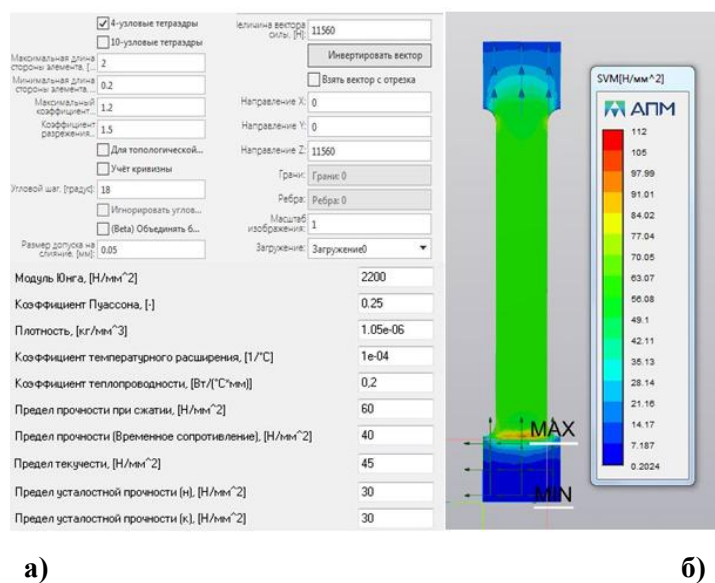 4-узловые тетраэдры
10-узловые тетраэдры
Максимальная длина
стороны элемента, [...
2
Минимальная длина
стороны элемента,...
0.2
Максимальный
коэффициент...
1.2
Коэффициент
разрежения...
1.5
Для топологической...
Учёт кривизны
Угловой шаг. [градус]:
18
Игнорировать углов...
(Beta) Объединять б...
Размер допуска на
слияние, [мм]:
0.05
Величина вектора
силы, [Н]:
11560
Инвертировать вектор
Взять вектор с отрезка
Направление X:
0
Направление Y:
0
Направление Z:
11560
Грани:
Грани: 0
Ребра:
Ребра: 0
Масштаб
изображения:
1
Загружение:
Загружение0
Модуль Юнга, [Н/мм^2]
2200
Коэффициент Пуассона, [-]
0.25
Плотность, [кг/мм^3]
1.05e-06
Коэффициент температурного расширения, [1/°C]
1e-04
Коэффициент теплопроводности, [Вт/(°C*мм)]
0,2
Предел прочности при сжатии, [Н/мм^2]
60
Предел прочности (Временное сопротивление), [Н/мм^2]
40
Предел текучести, [Н/мм^2]
45
Предел усталостной прочности (н), [Н/мм^2]
30
Предел усталостной прочности (к), [Н/мм^2]
30
MAX
MIN
SVM[Н/мм^2]
АПМ
112
105
97.99
91.01
84.02
77.04
70.05
63.07
56.08
49.1
42.11
35.13
28.14
21.16
14.17
7.187
0.2024
а)
б)